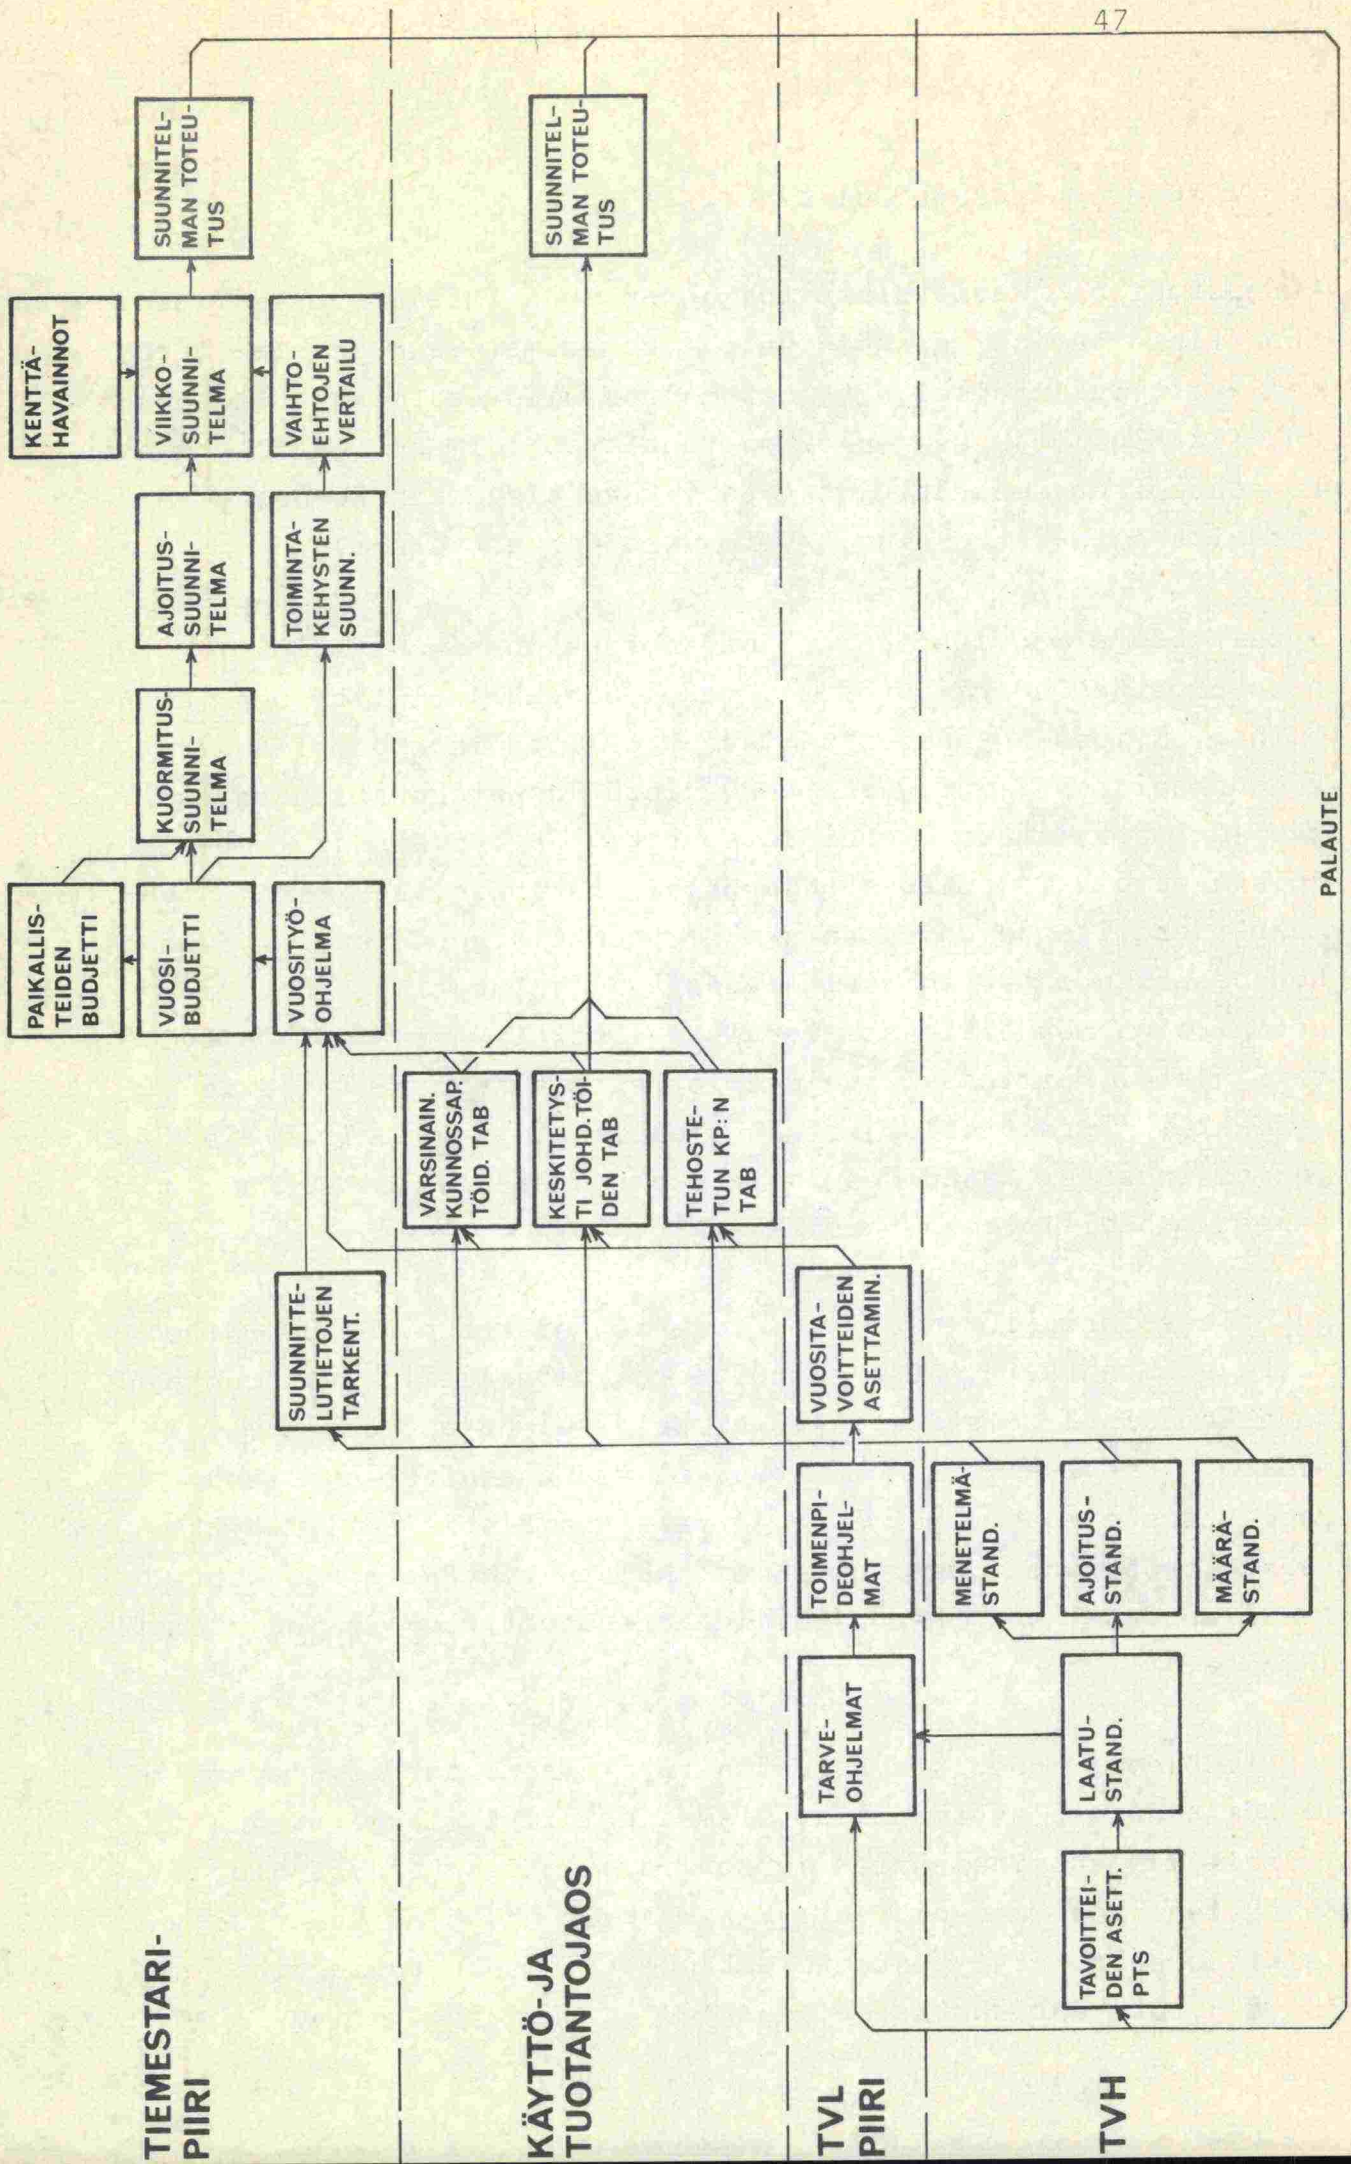 47
TIEMESTARI-
PIIRI
PAIKALLIS-
TEIDEN
BUDJETTI
KENTTÄ-
HAVAINNOT
VUOSI-
BUDJETTI
KUORMITUS-
SUUNNI-
TELMA
AJOITUS-
SUUNNI-
TELMA
VIIKKO-
SUUNNI-
TELMA
SUUNNITEL-
MAN TOTEU-
TUS
SUUNNITTE-
LUTIETOJEN
TARKENT.
VUOSITYÖ-
OHJELMA
TOIMINTA-
KEHYSTEN
SUUNN.
VAIHTO-
EHTOJEN
VERTAILU
KÄYTTÖ-JA
TUOTANTOJAOS
VARSINAIN.
KUNNOSSAP.
TÖID. TAB
KESKITETYS-
TI JOHD.TÖI-
DEN TAB
SUUNNITEL-
MAN TOTEU-
TUS
TEHOSTE-
TUN KP:N
TAB
TVL
PIIRI
TARVE-
OHJELMAT
TOIMENPI-
DEOHJEL-
MAT
VUOSITA-
VOITTEIDEN
ASETTAMIN.
TVH
TAVOITTEI-
DEN ASETT.
PTS
LAATU-
STAND.
MENETELMÄ-
STAND.
AJOITUS-
STAND.
MÄÄRÄ-
STAND.
PALAUTE